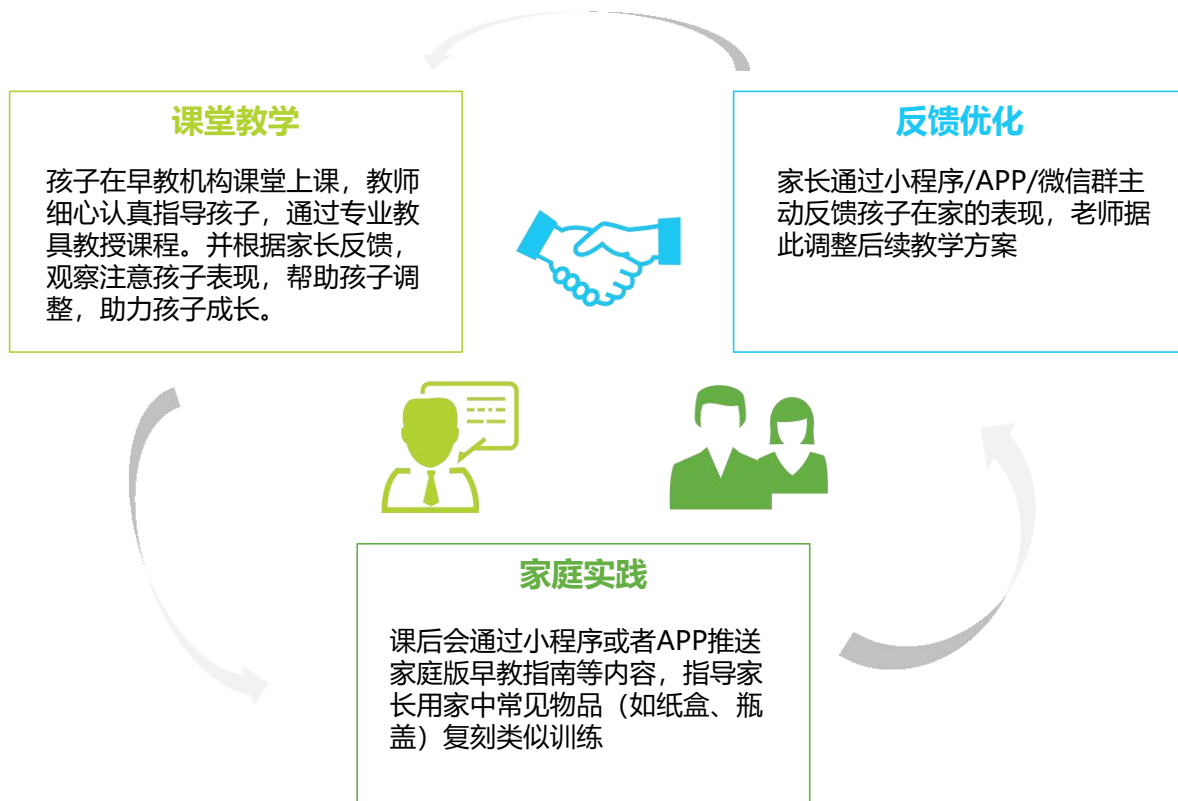 课堂教学
孩子在早教机构课堂上课，教师
细心认真指导孩子，通过专业教
具教授课程。并根据家长反馈，
观察注意孩子表现，帮助孩子调
整，助力孩子成长。
反馈优化
家长通过小程序/APP/微信群主
动反馈孩子在家的表现，老师据
此调整后续教学方案
家庭实践
课后会通过小程序或者APP推送
家庭版早教指南等内容，指导家
长用家中常见物品（如纸盒、瓶
盖）复刻类似训练